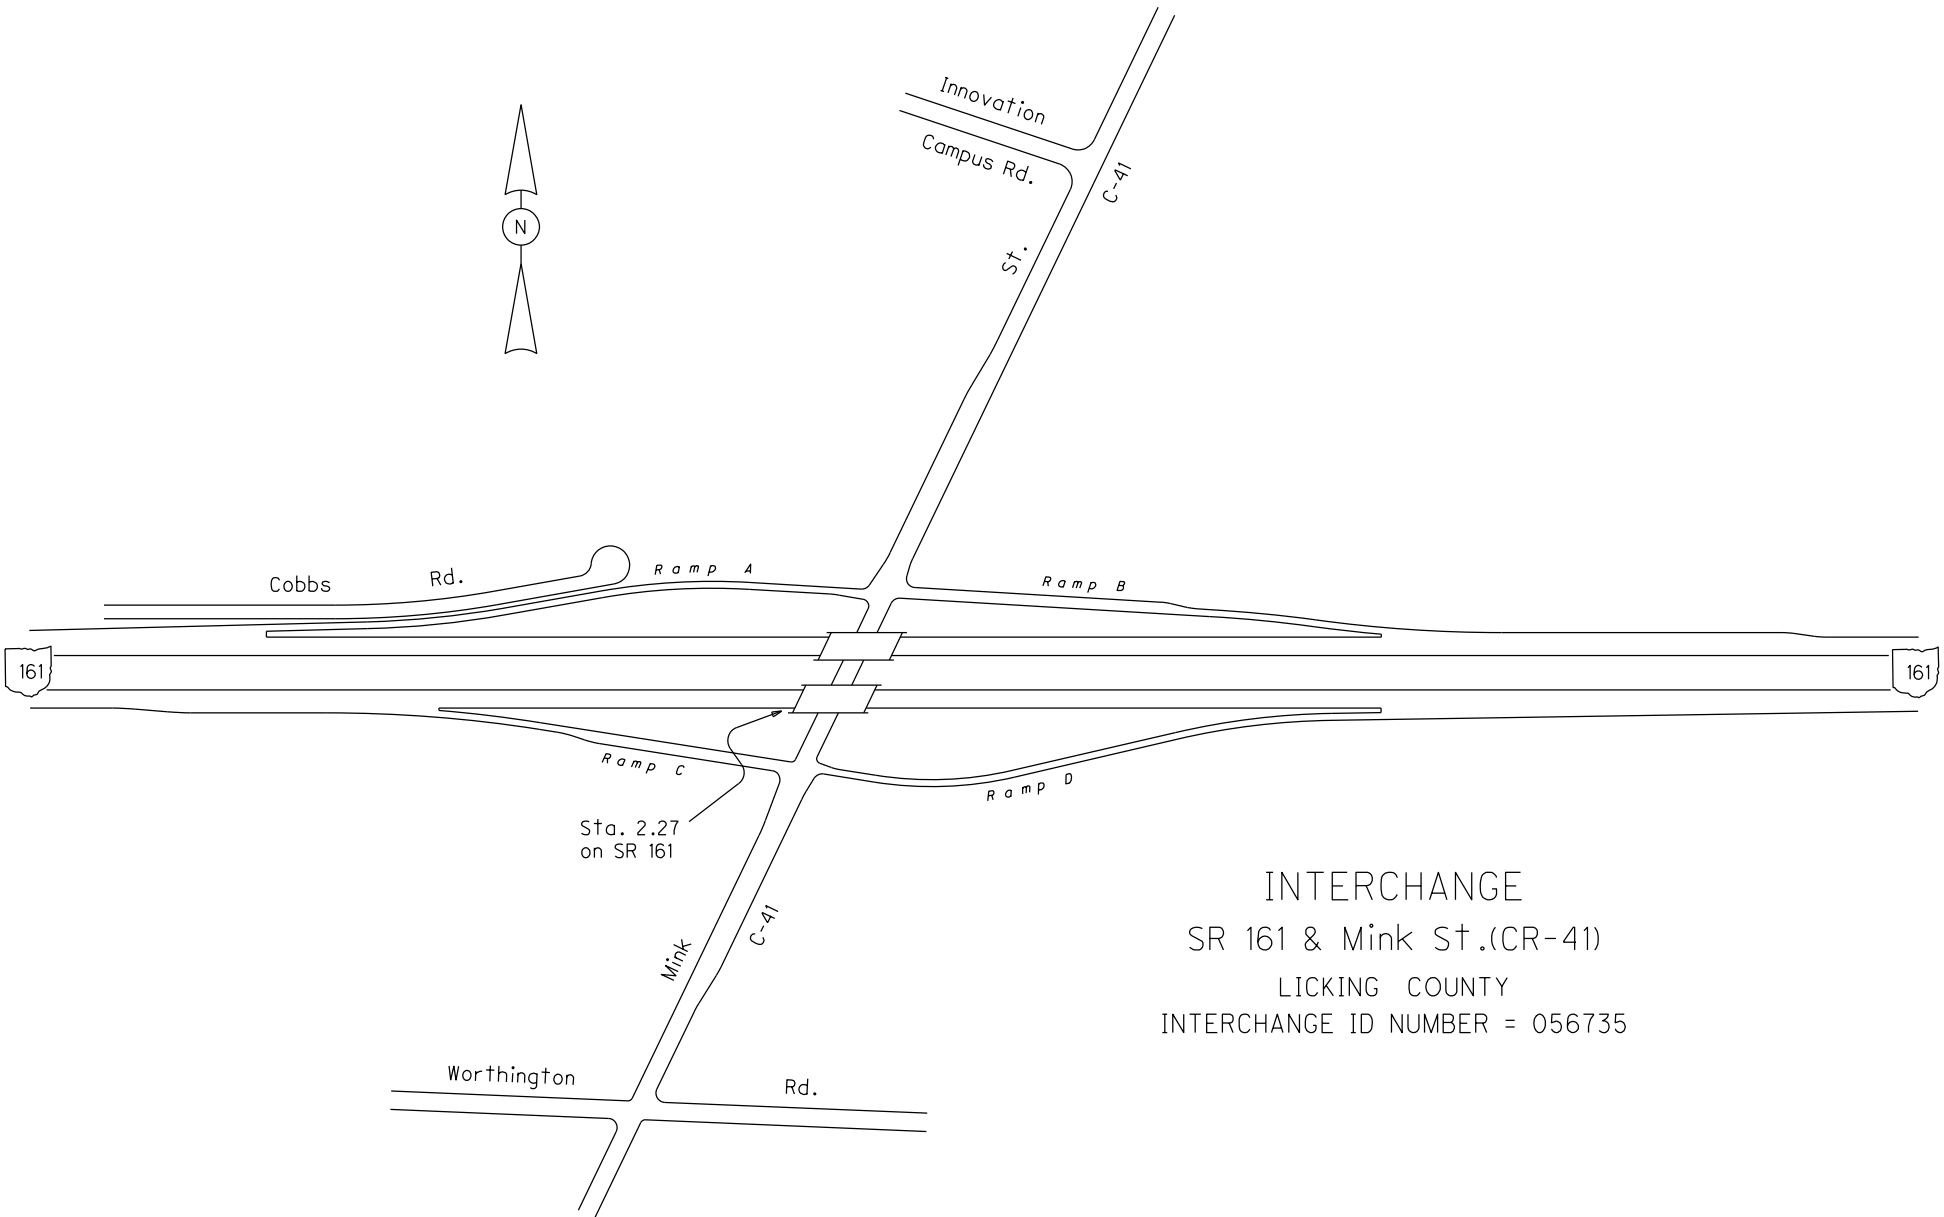 Innovation
Campus Rd.
C-41
St.
N
Cobbs Rd.
Ramp A
Ramp B
161
161
Ramp C
Ramp D
Sta. 2.27
on SR 161
Mink
C-41
INTERCHANGE
SR 161 & Mink St.(CR-41)
LICKING COUNTY
INTERCHANGE ID NUMBER = 056735
Worthington Rd.